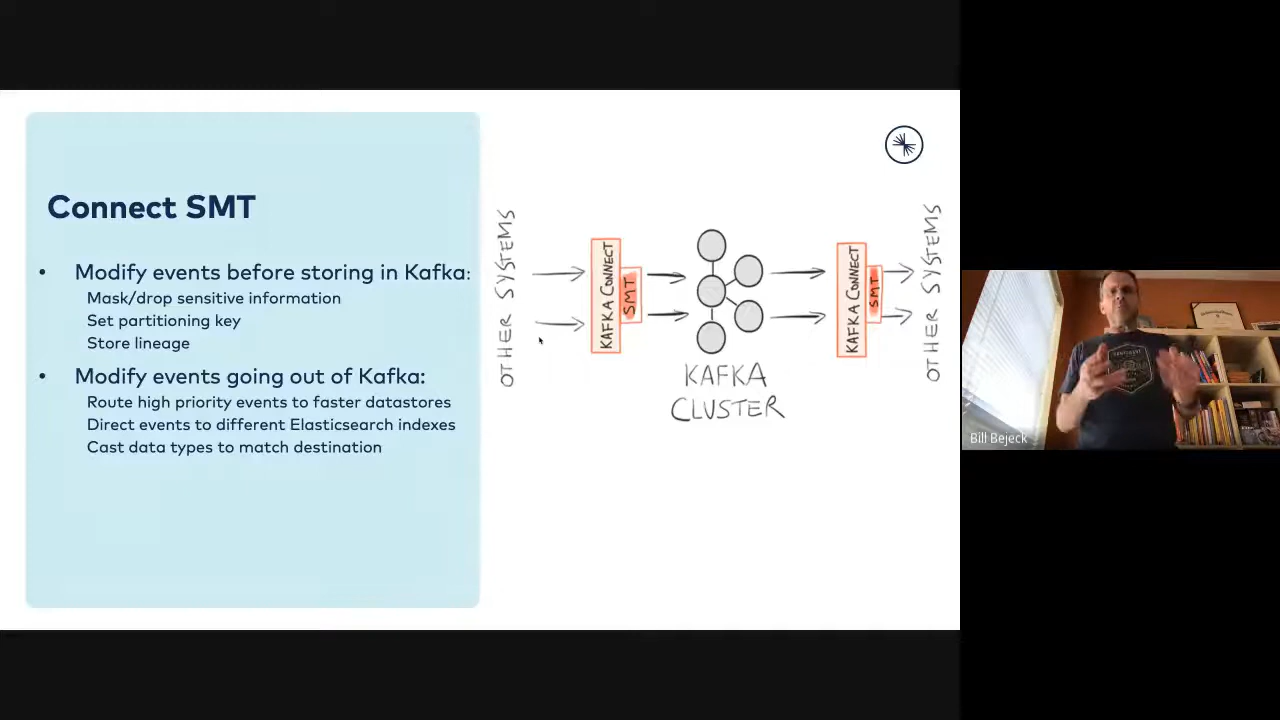 Connect SMT
• Modify events before storing in Kafka:
Mask/drop sensitive information
Set partitioning key
Store lineage
• Modify events going out of Kafka:
Route high priority events to faster datastores
Direct events to different Elasticsearch indexes
Cast data types to match destination
OTHER SYSTEMS
KAFKA CONNECT
SMT
KAFKA
CLUSTER
KAFKA CONNECT
SMT
OTHER SYSTEMS
Bill Bejeck